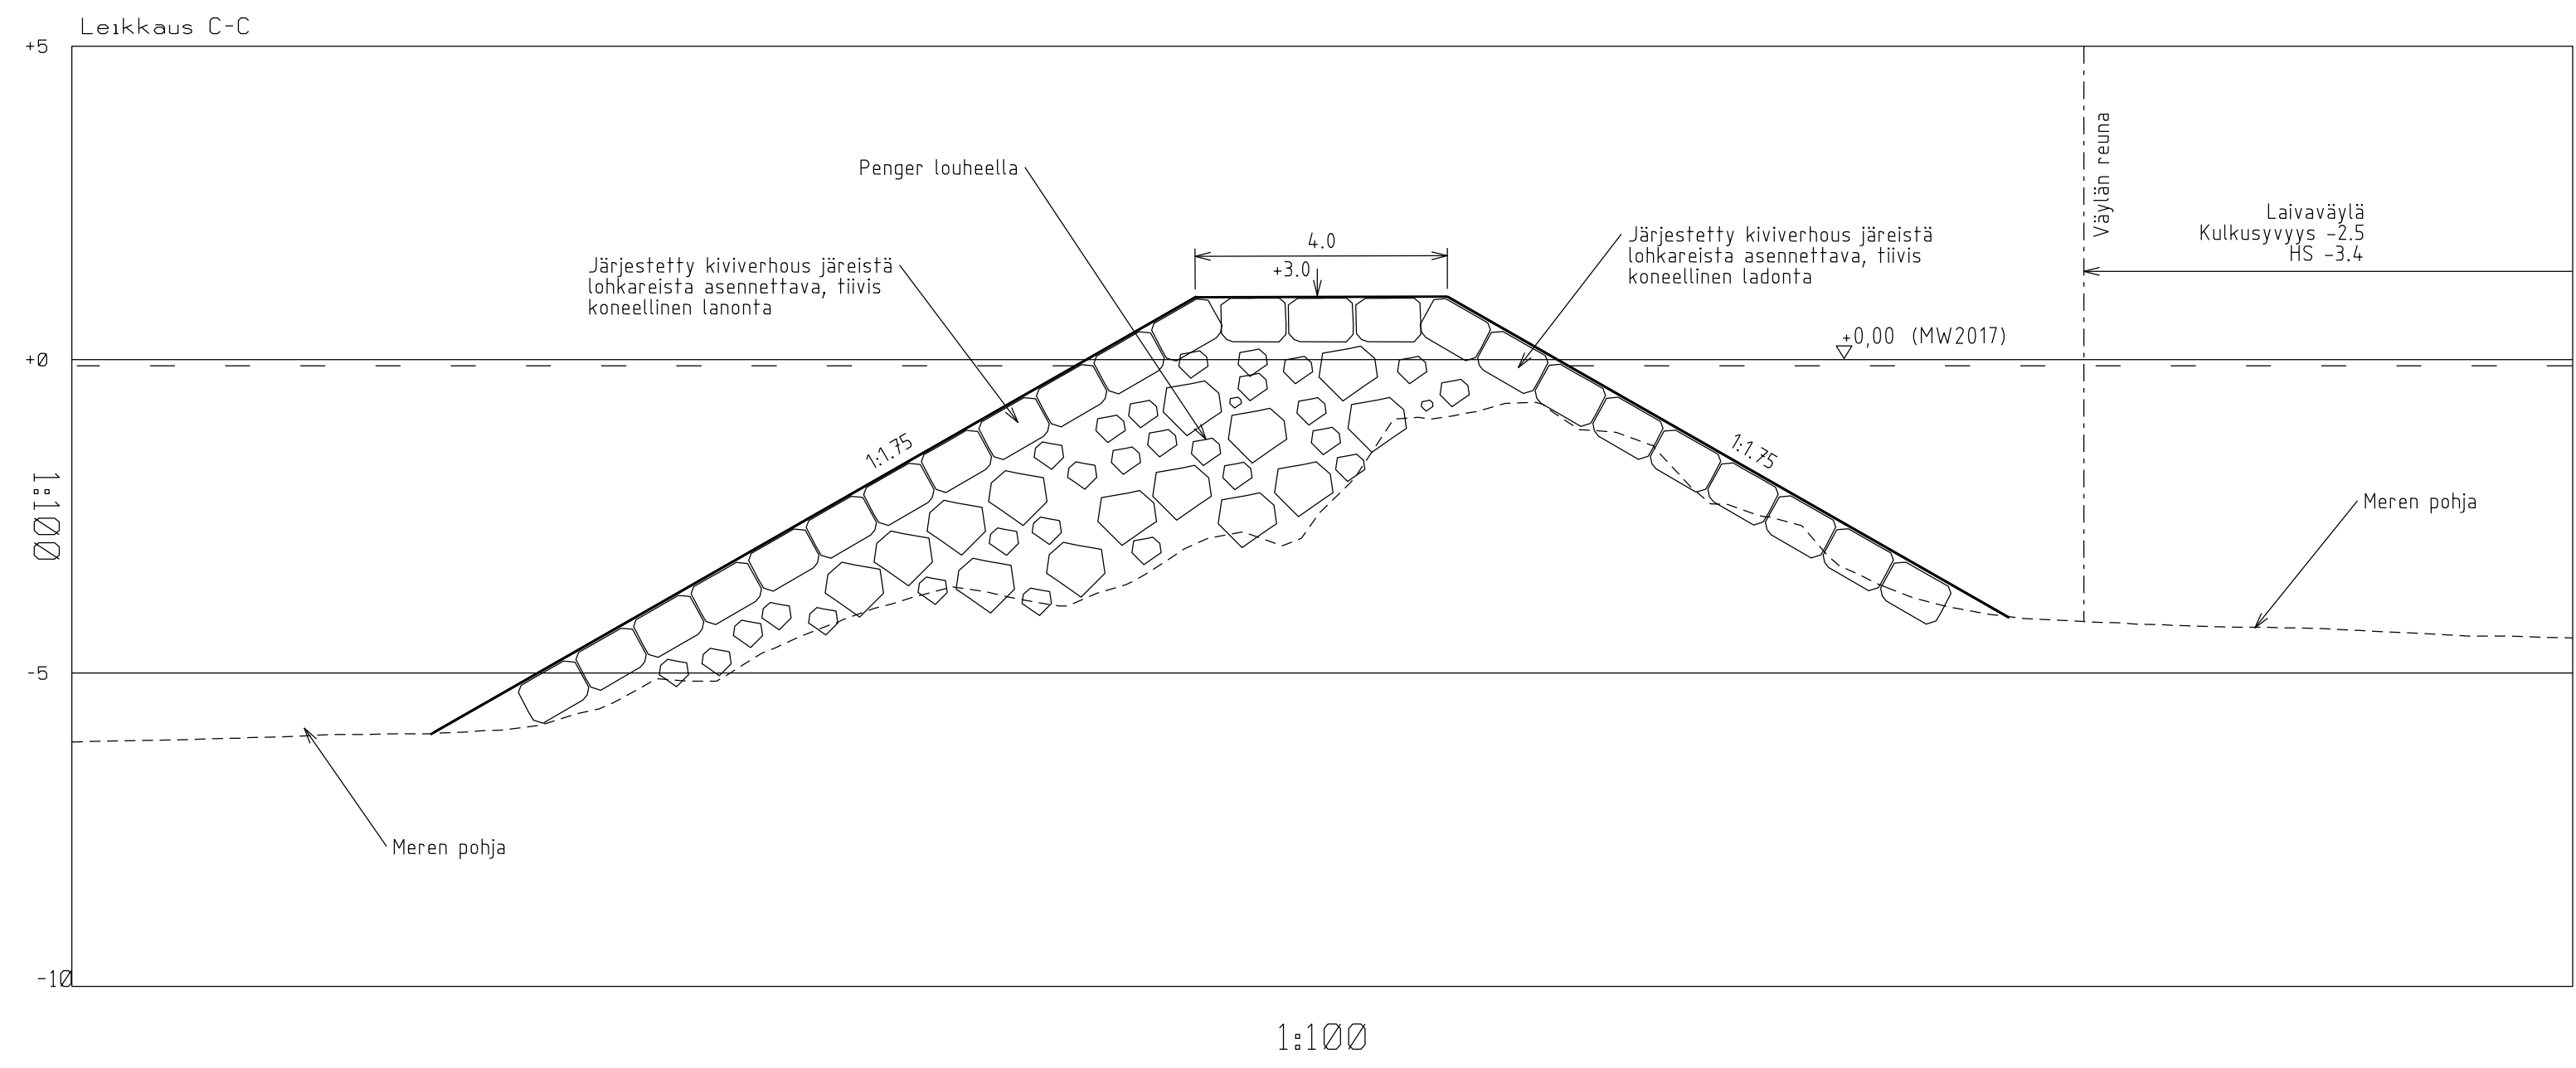 Leikkaus C-C
+5
Väylän reuna
Penger louheella
Laivaväylä
Kulkusyvyys -2.5
HS -3.4
4.0
+3.0
Järjestetty kiviverhous järeistä
lohkareista asennettava, tiivis
koneellinen ladonta
Järjestetty kiviverhous järeistä
lohkareista asennettava, tiivis
koneellinen lanonta
+0,00 (MW2017)
+0
1:1.75
1:1.75
1:100
Meren pohja
-5
Meren pohja
-10
1:100